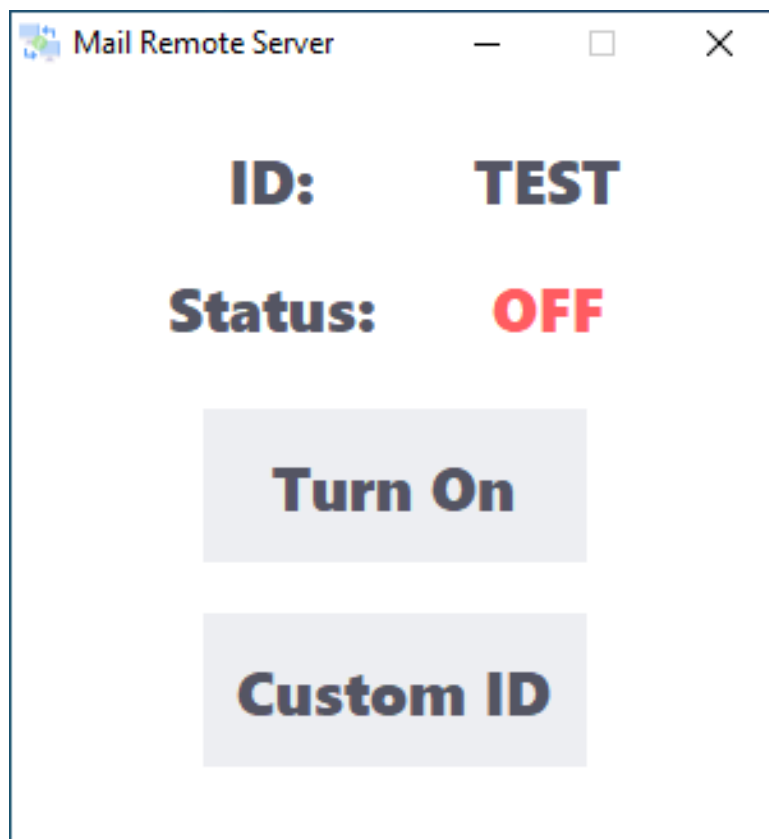 Mail Remote Server
ID: TEST
Status: OFF
Turn On
Custom ID